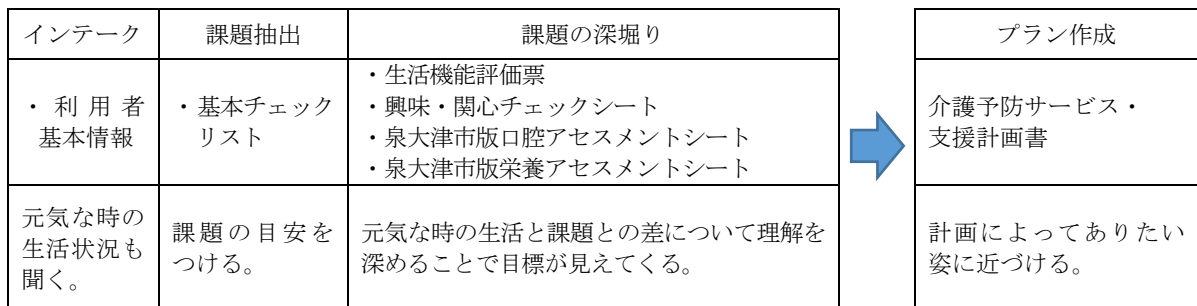 インテーク
課題抽出
課題の深堀り
プラン作成
・利用者
基本情報
・基本チェック
リスト
・生活機能評価票
・興味・関心チェックシート
・泉大津市版口腔アセスメントシート
・泉大津市版栄養アセスメントシート
介護予防サービス・
支援計画書
元気な時の
生活状況も
聞く。
課題の目安を
つける。
元気な時の生活と課題との差について理解を
深めることで目標が見えてくる。
計画によってありたい
姿に近づける。